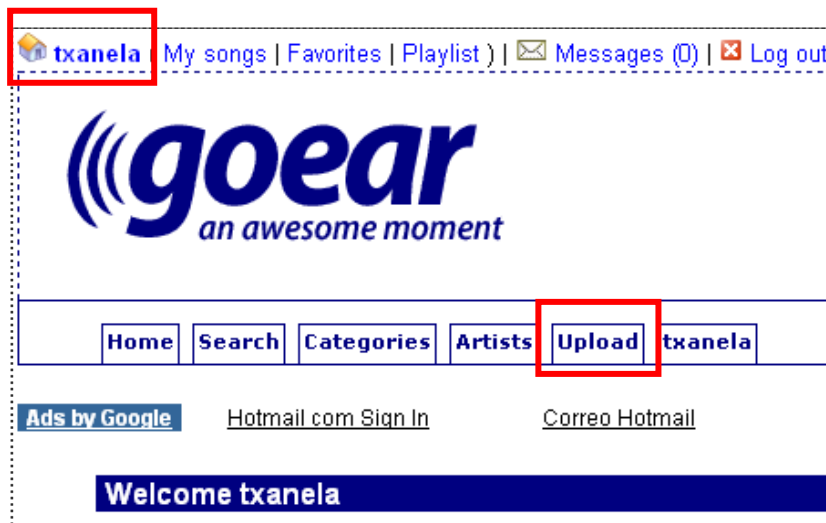 txanela ( My songs | Favorites | Playlist ) | Messages (0) | Log out
goear
an awesome moment
Home Search Categories Artists Upload txanela
Ads by Google Hotmail com Sign In Correo Hotmail
Welcome txanela